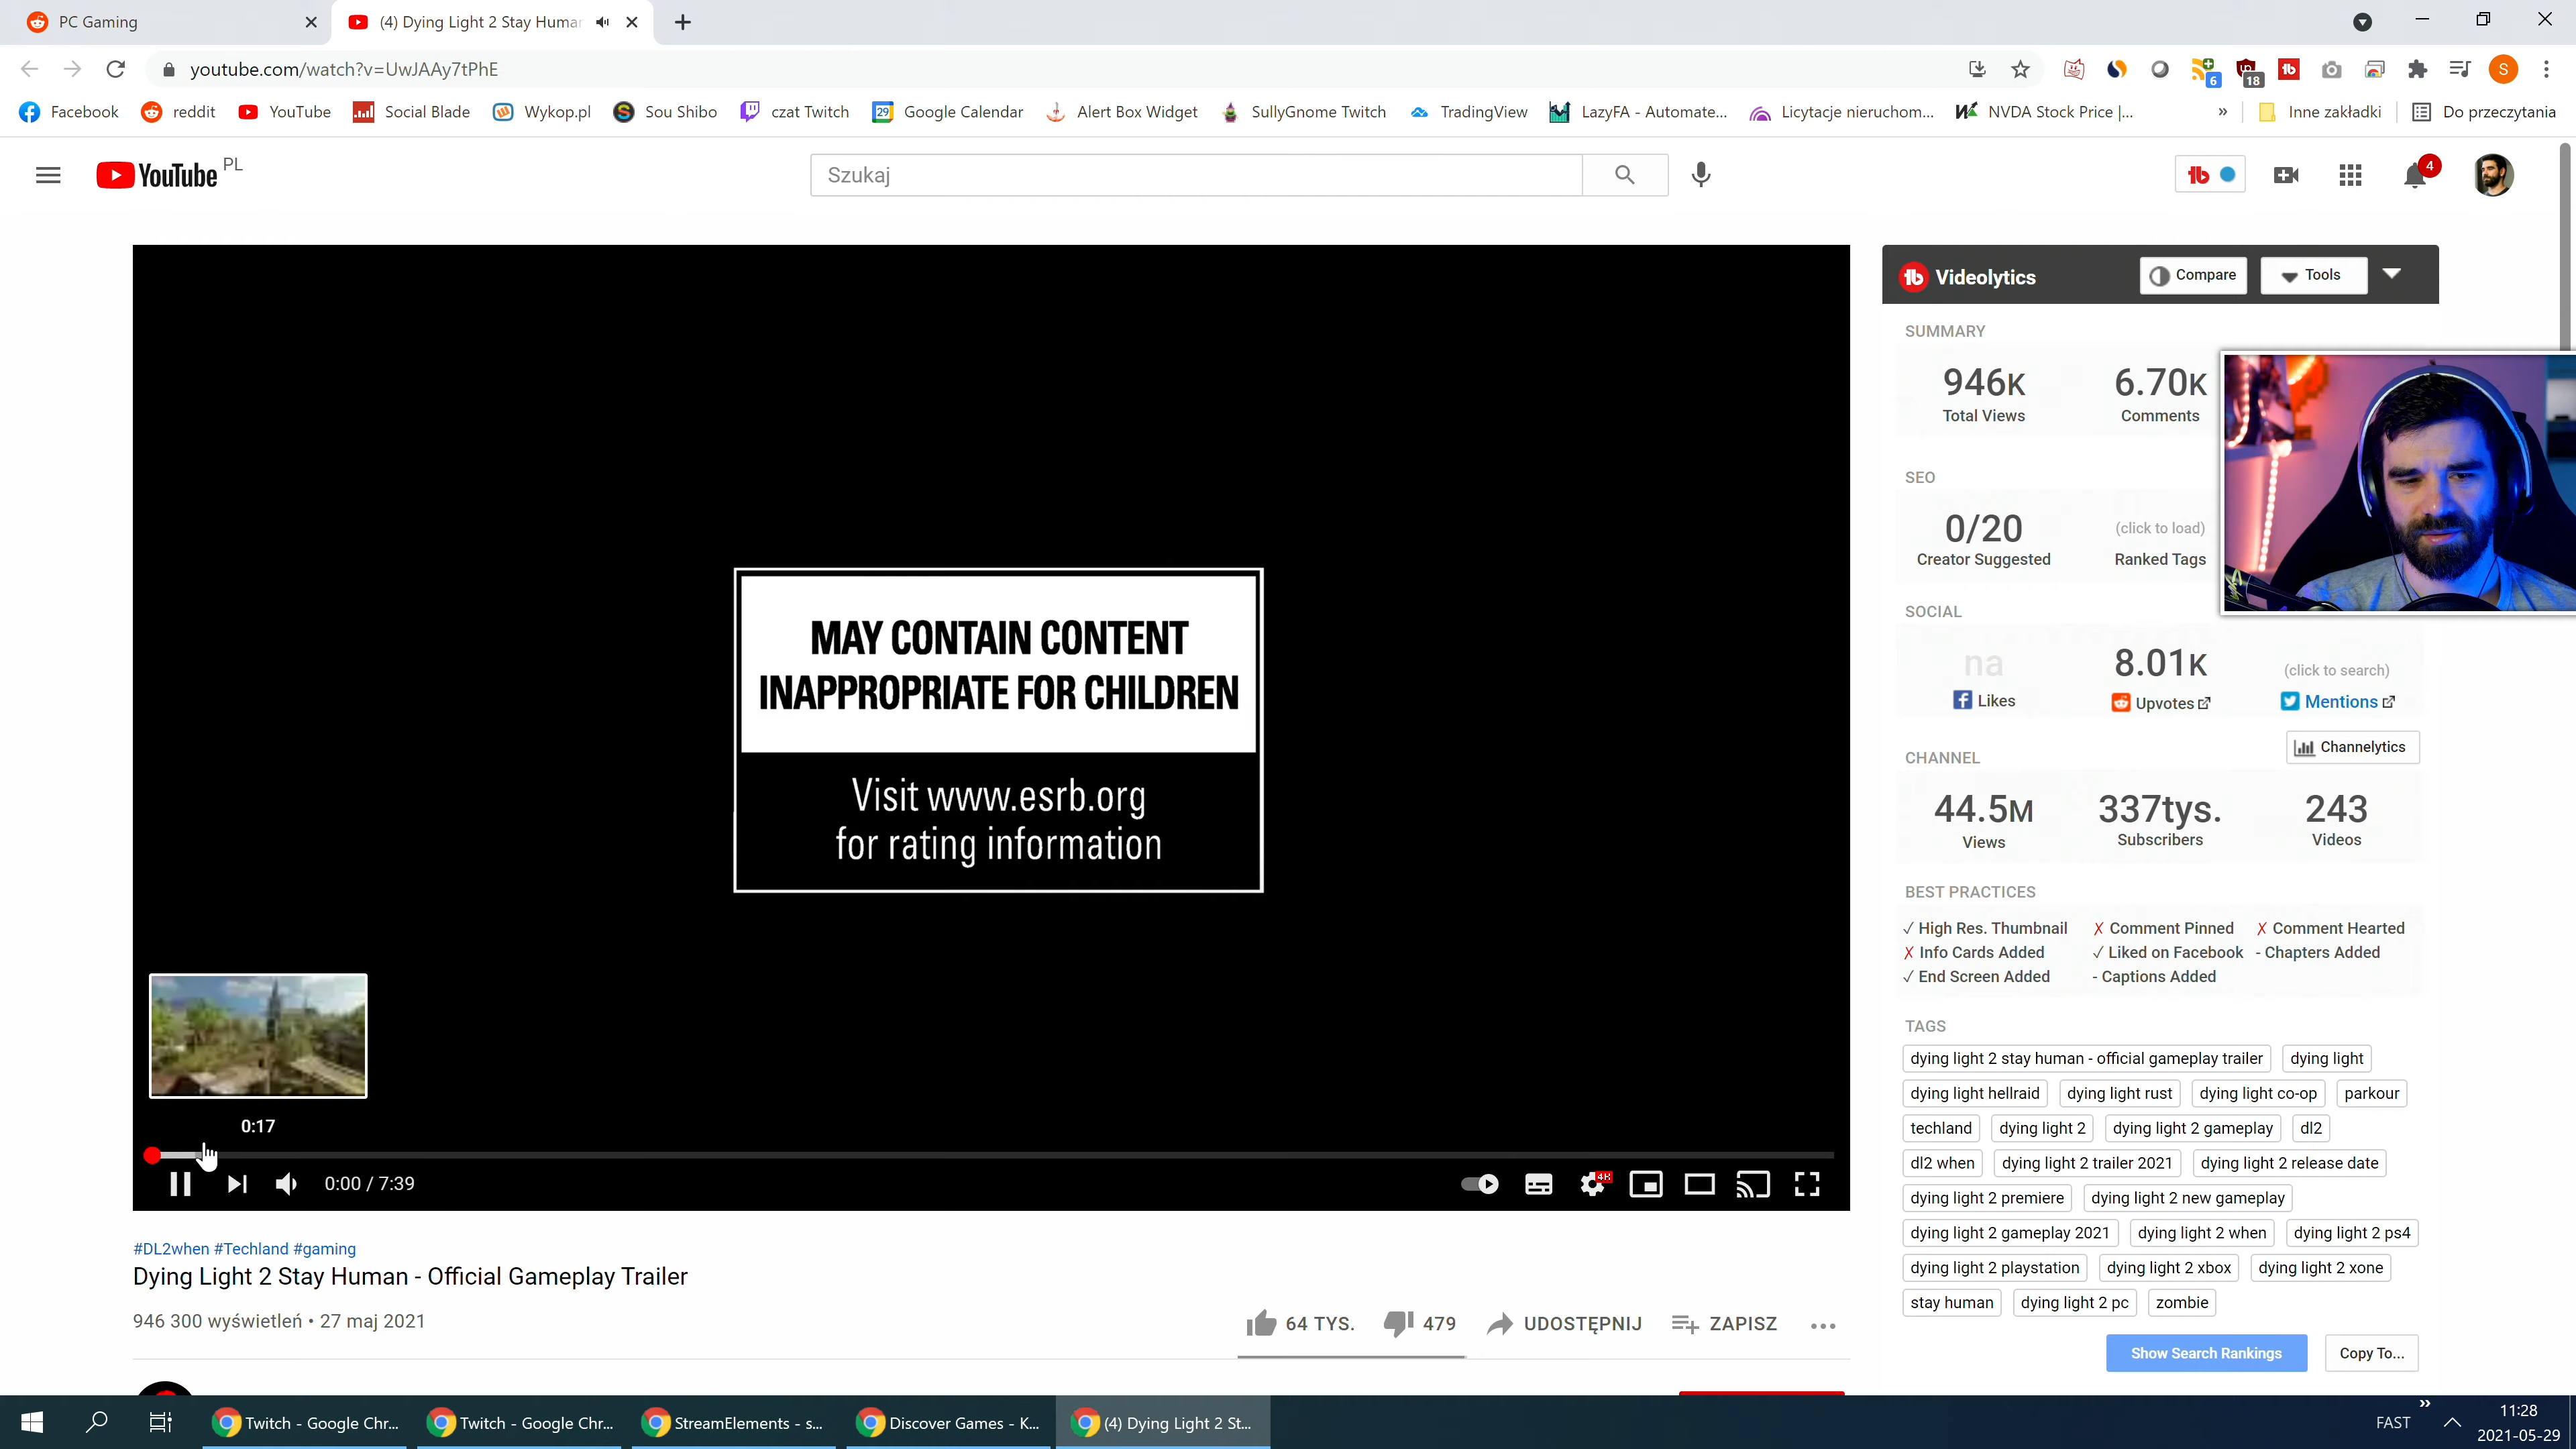 PC Gaming
(4) Dying Light 2 Stay Human
youtube.com/watch?v=UwJAAy7tPhE
6
18
S
Facebook
reddit
YouTube
Social Blade
Wykop.pl
Sou Shibo
czat Twitch
29
Google Calendar
Alert Box Widget
SullyGnome Twitch
TradingView
LazyFA - Automate...
Licytacje nieruchom...
NVDA Stock Price |...
»
Inne zakładki
Do przeczytania
YouTube PL
Szukaj
4
Videolytics
Compare
Tools
SUMMARY
946K
6.70K
Total Views
Comments
SEO
0/20
(click to load)
Creator Suggested
Ranked Tags
SOCIAL
na
8.01K
(click to search)
Likes
Upvotes
Mentions
CHANNEL
Channelytics
44.5M
337tys.
243
Views
Subscribers
Videos
BEST PRACTICES
✓ High Res. Thumbnail
✗ Comment Pinned
✗ Comment Hearted
✗ Info Cards Added
✓ Liked on Facebook
- Chapters Added
✓ End Screen Added
- Captions Added
TAGS
dying light 2 stay human - official gameplay trailer
dying light
dying light hellraid
dying light rust
dying light co-op
parkour
techland
dying light 2
dying light 2 gameplay
dl2
dl2 when
dying light 2 trailer 2021
dying light 2 release date
dying light 2 premiere
dying light 2 new gameplay
dying light 2 gameplay 2021
dying light 2 when
dying light 2 ps4
dying light 2 playstation
dying light 2 xbox
dying light 2 xone
stay human
dying light 2 pc
zombie
Show Search Rankings
Copy To...
MAY CONTAIN CONTENT
INAPPROPRIATE FOR CHILDREN
Visit www.esrb.org
for rating information
0:17
0:00 / 7:39
4K
#DL2when #Techland #gaming
Dying Light 2 Stay Human - Official Gameplay Trailer
946 300 wyświetleń • 27 maj 2021
64 TYS.
479
UDOSTĘPNIJ
ZAPISZ
Twitch - Google Chr...
Twitch - Google Chr...
StreamElements - s...
Discover Games - K...
(4) Dying Light 2 St...
FAST
»
11:28
2021-05-29